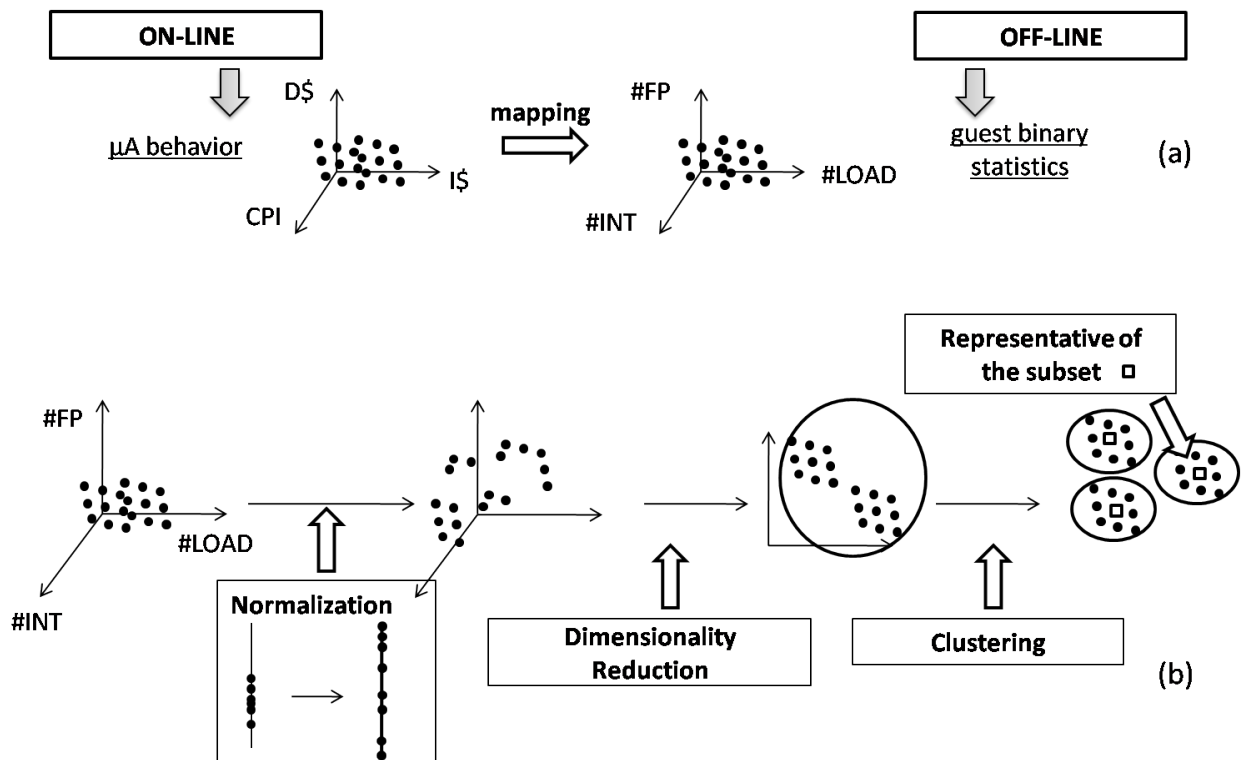 ON-LINE
OFF-LINE
D$
mapping
#FP
µA behavior
guest binary
statistics
(a)
I$
#LOAD
CPI
#INT
Representative of
the subset
#FP
#LOAD
#INT
Normalization
Dimensionality
Reduction
Clustering
(b)